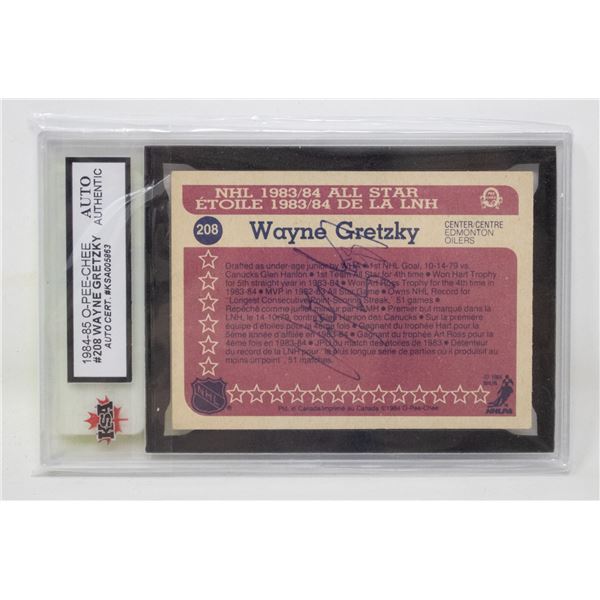 1984-85 O-PEE-CHEE
#208 WAYNE GRETZKY
AUTO CERT. #KSA005863
AUTO
AUTHENTIC
KSA
NHL 1983/84 ALL STAR
ÉTOILE 1983/84 DE LA LNH
208
Wayne Gretzky
CENTER/CENTRE
EDMONTON
OILERS
Drafted as under-age junior by WHA • 1st NHL Goal, 10-14-79 vs.
Canucks Glen Hanlon • 1st Team All Star for 4th time • Won Hart Trophy
for 5th straight year in 1983-84 • Won Art Ross Trophy for the 4th time in
1983-84 • MVP in 1982-83 All Star Game • Owns NHL Record for
"Longest Consecutive Point-Scoring Streak, 51 games •
Repêché comme junior mineur par l'AMH • Premier but marqué dans la
LNH, le 14-10-79, contre Glen Hanlon des Canucks • Sur la première
équipe d'étoiles pour la 4ème fois • Gagnant du trophée Hart pour la
5ème année d'affilée en 1983-84 • Gagnant du trophée Art Ross pour la
4ème fois en 1983-84 • JPU du match des étoiles de 1983 • Détenteur
du record de la LNH pour la plus longue série de parties où il produisit au
moins un point, 51 matches.
NHL
© 1984
NHLPA
Ptd. in Canada/Imprimé au Canada ©1984 O-Pee-Chee